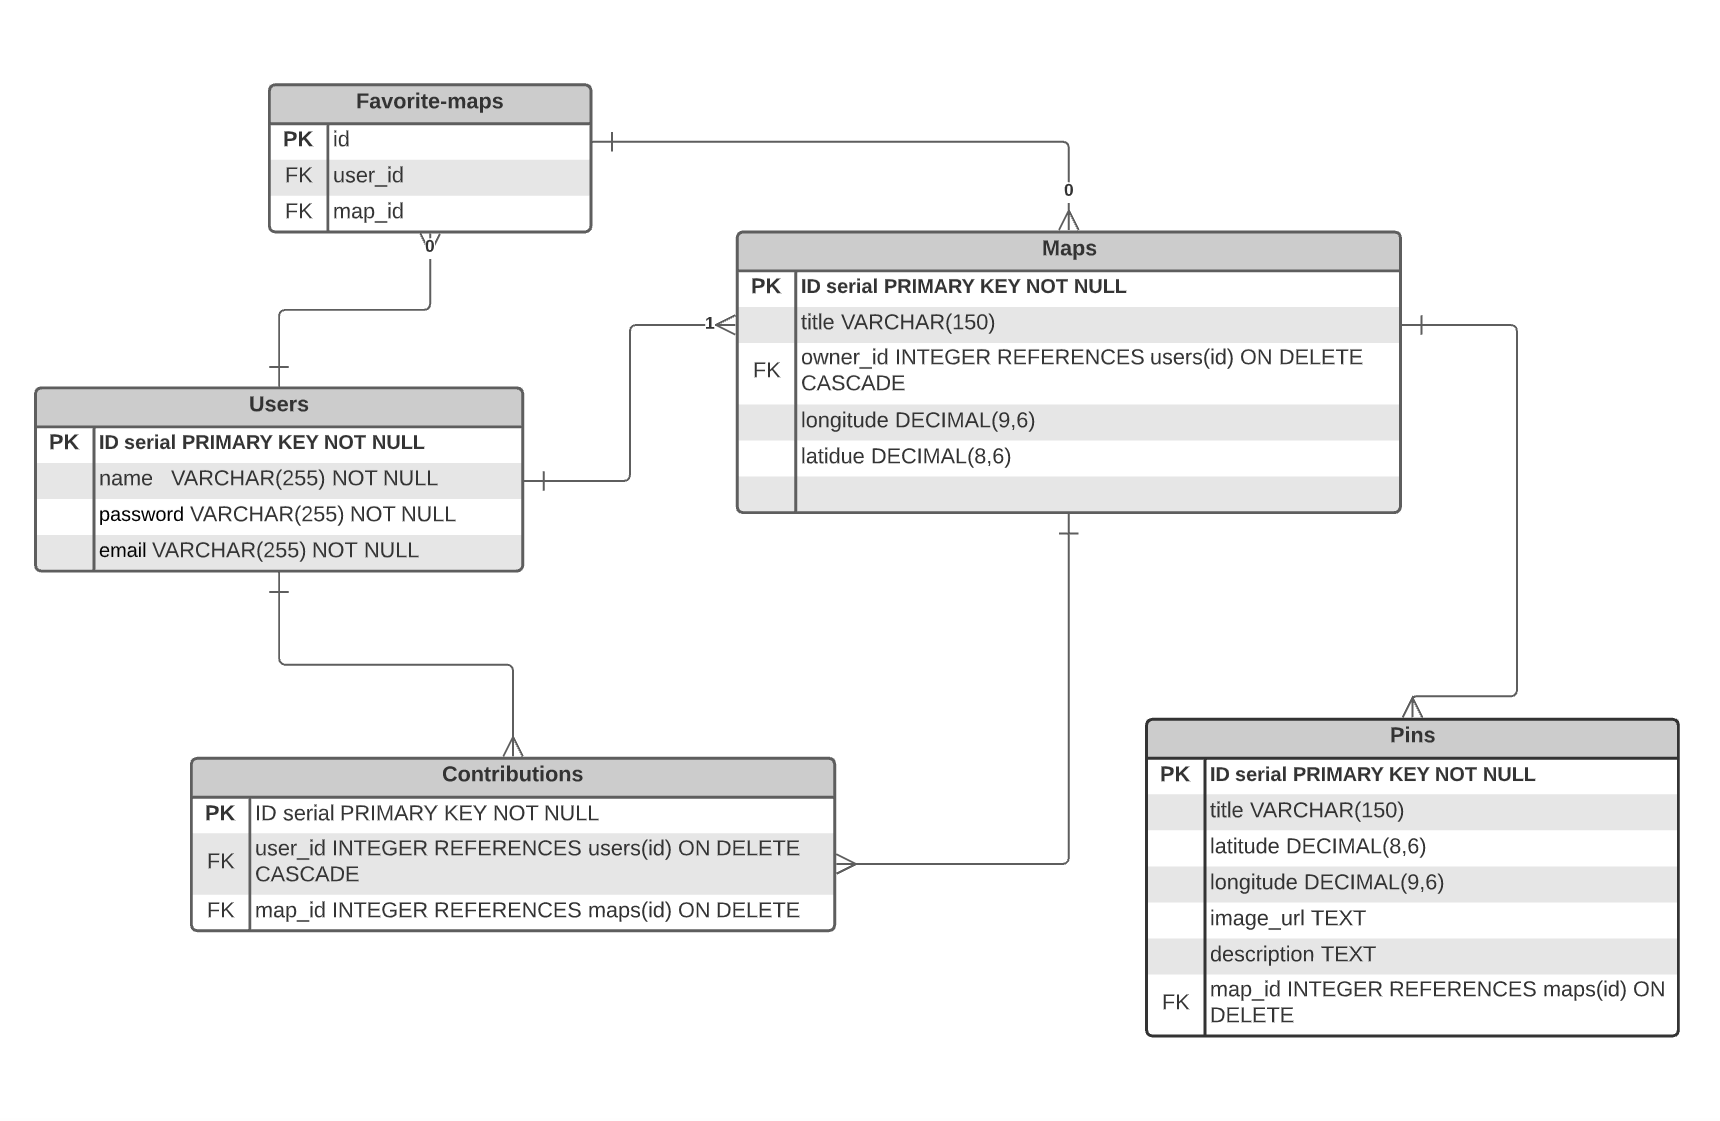 Favorite-maps
PK id
FK user_id
FK map_id
0
0
Maps
PK ID serial PRIMARY KEY NOT NULL
title VARCHAR(150)
FK owner_id INTEGER REFERENCES users(id) ON DELETE
CASCADE
longitude DECIMAL(9,6)
latidue DECIMAL(8,6)
1
Users
PK ID serial PRIMARY KEY NOT NULL
name VARCHAR(255) NOT NULL
password VARCHAR(255) NOT NULL
email VARCHAR(255) NOT NULL
Contributions
PK ID serial PRIMARY KEY NOT NULL
FK user_id INTEGER REFERENCES users(id) ON DELETE
CASCADE
FK map_id INTEGER REFERENCES maps(id) ON DELETE
Pins
PK ID serial PRIMARY KEY NOT NULL
title VARCHAR(150)
latitude DECIMAL(8,6)
longitude DECIMAL(9,6)
image_url TEXT
description TEXT
FK map_id INTEGER REFERENCES maps(id) ON
DELETE